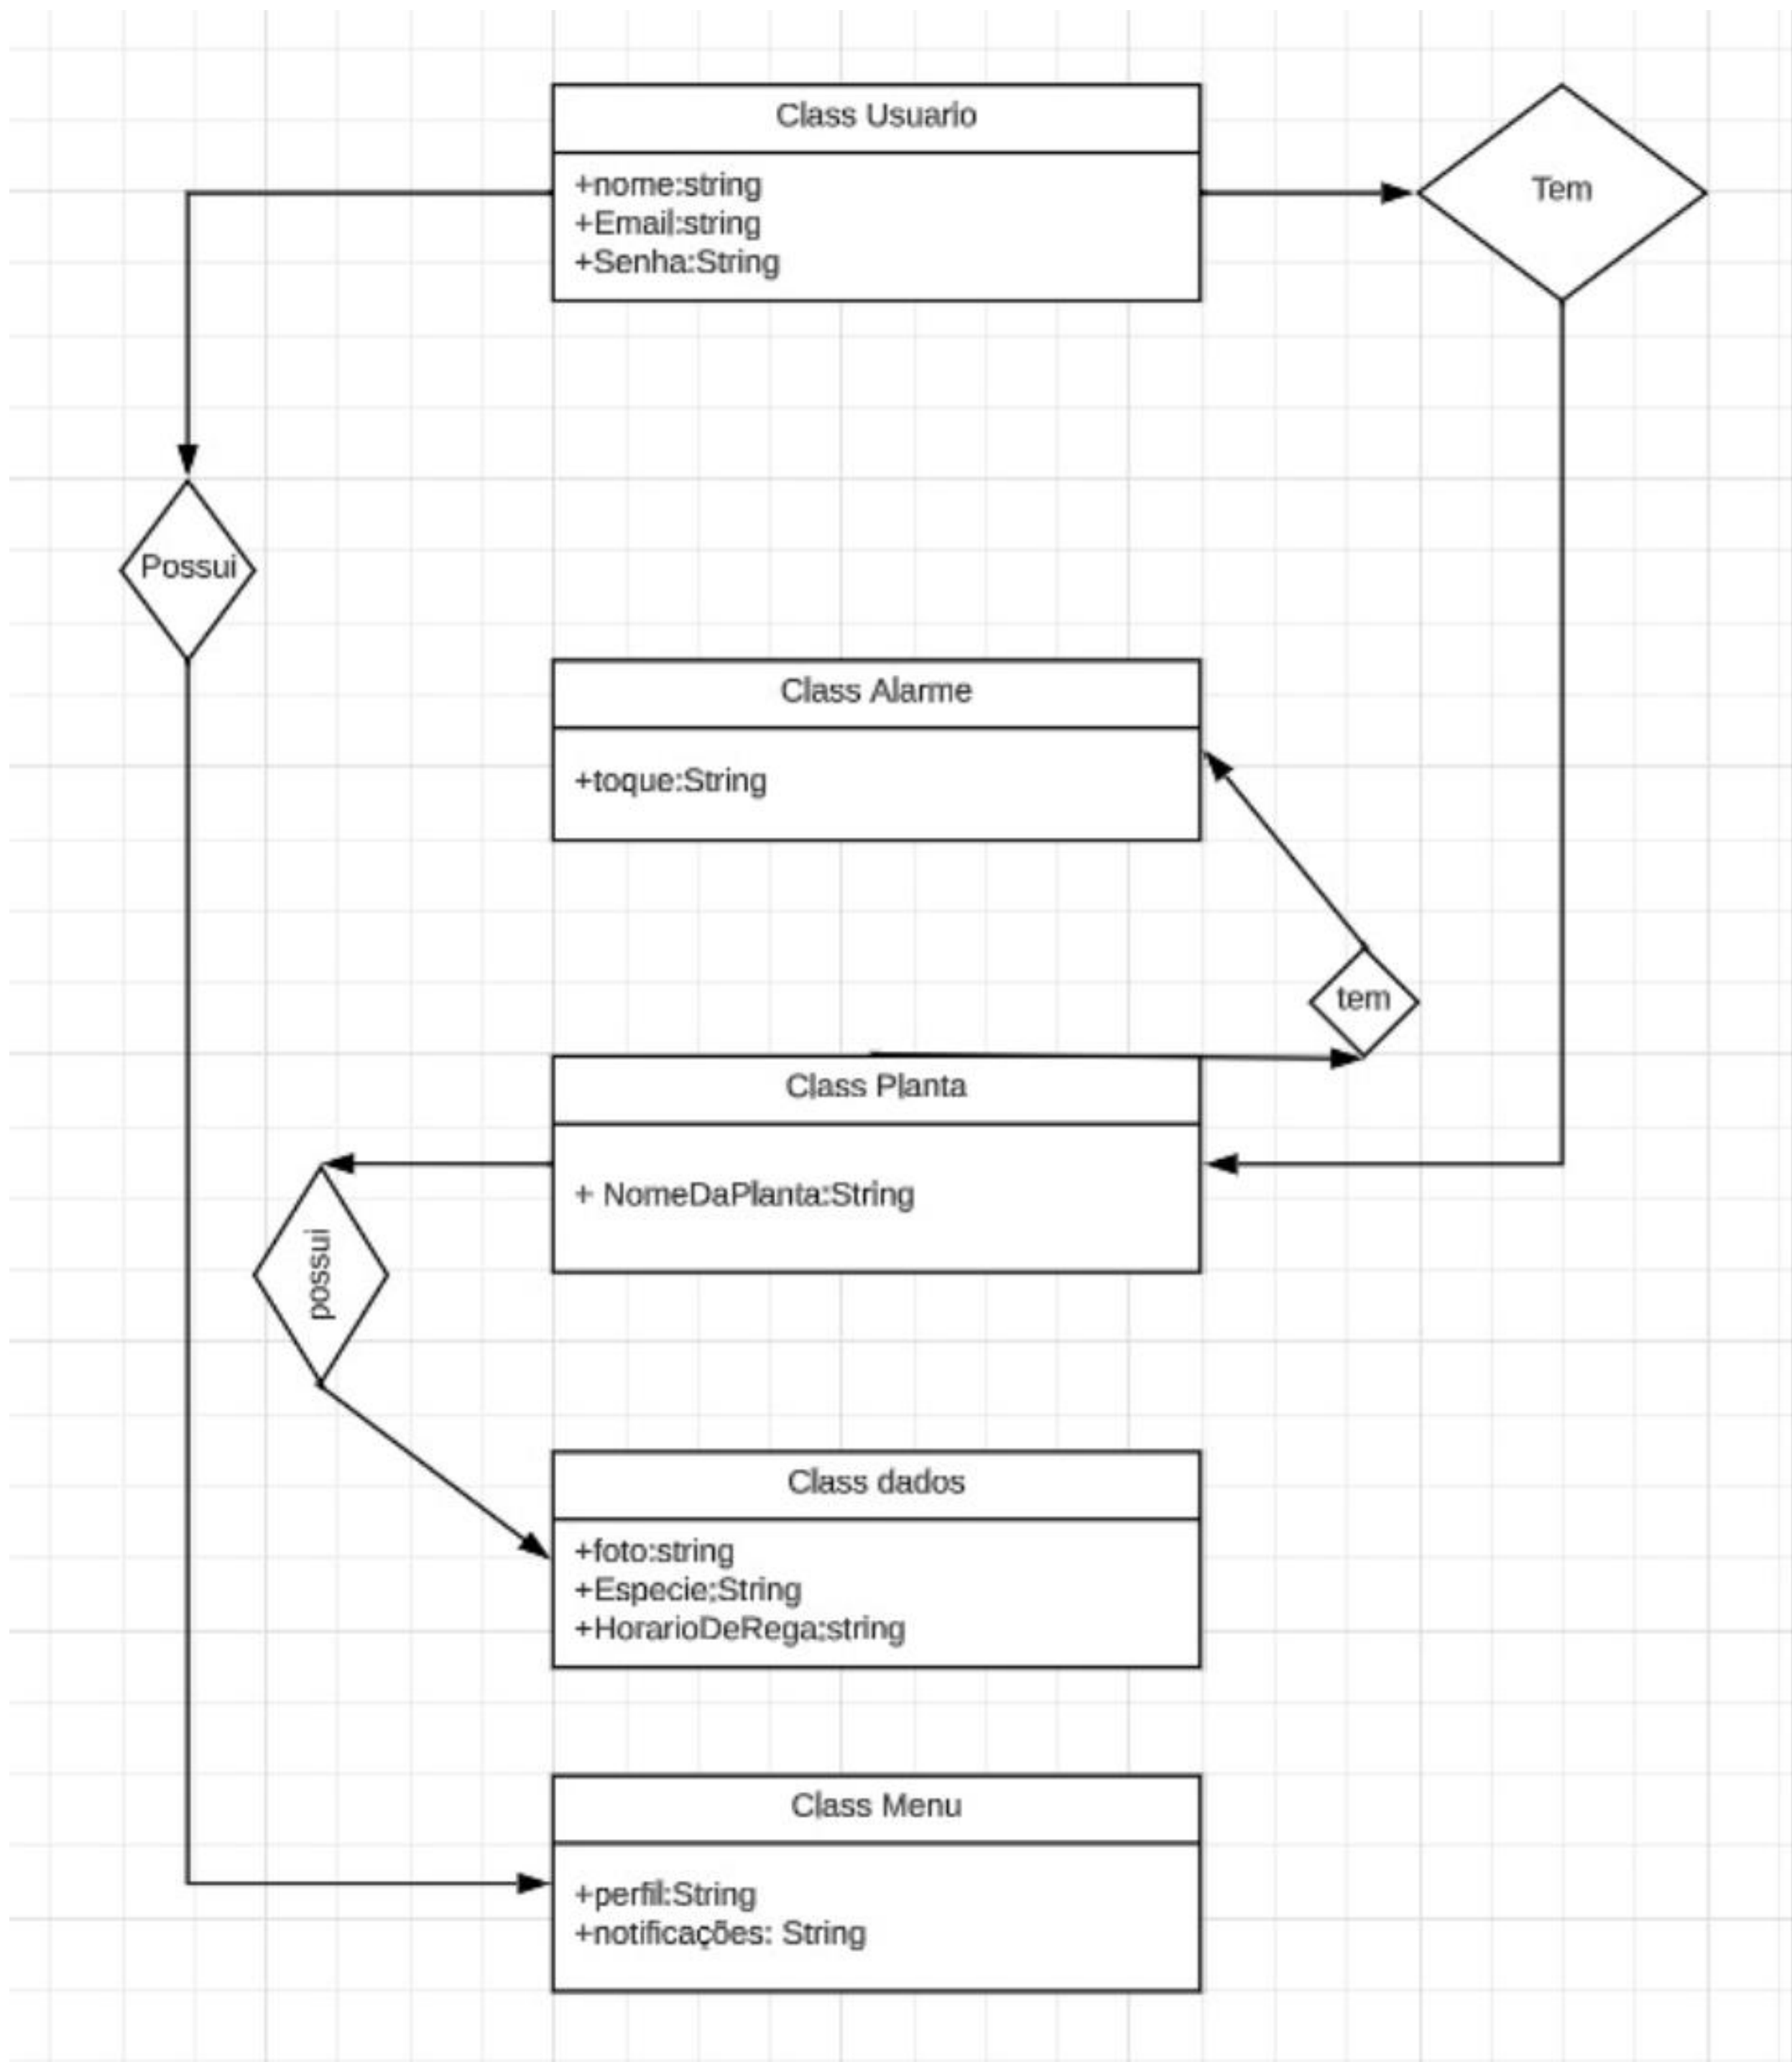 Class Usuario
+nome:string
+Email:string
+Senha:String
Tem
Possui
Class Alarme
+toque:String
tem
Class Planta
+ NomeDaPlanta:String
possui
Class dados
+foto:string
+Especie;String
+HorarioDeRega;string
Class Menu
+perfil:String
+notificações: String